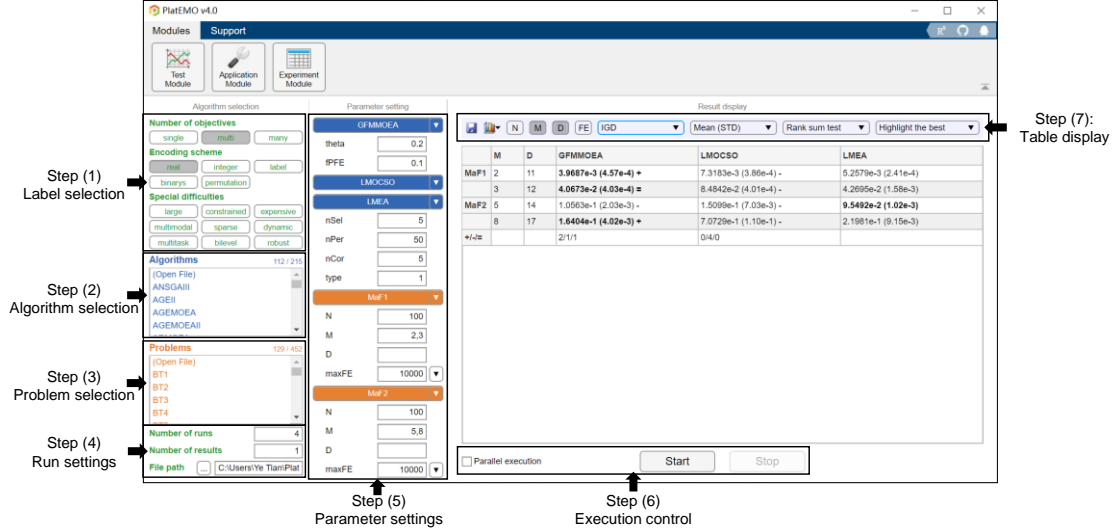 PlatEMO v4.0
Modules Support
Test Module
Application Module
Experiment Module
Algorithm selection
Parameter setting
Result display
Number of objectives
single multi many
Encoding scheme
real integer label
binarys permutation
Special difficulties
large constrained expensive
multimodal sparse dynamic
multitask bilevel robust
Algorithms 112 / 215
(Open File)
ANSGAIII
AGEII
AGEMOEA
AGEMOEAII
Problems 129 / 452
(Open File)
BT1
BT2
BT3
BT4
Number of runs 4
Number of results 1
File path ... C:\Users\Ye Tian\Plat
GFMMOEA
theta 0.2
fPFE 0.1
LMOCSO
LMEA
nSel 5
nPer 50
nCor 5
type 1
MaF1
N 100
M 2,3
D
maxFE 10000
MaF2
N 100
M 5,8
D
maxFE 10000
N M D FE IGD Mean (STD) Rank sum test Highlight the best
M D GFMMOEA LMOCSO LMEA
MaF1 2 11 3.9687e-3 (4.57e-4) + 7.3183e-3 (3.86e-4) - 5.2579e-3 (2.41e-4)
3 12 4.0673e-2 (4.03e-4) = 8.4842e-2 (4.01e-4) - 4.2695e-2 (1.58e-3)
MaF2 5 14 1.0563e-1 (2.03e-3) - 1.5099e-1 (7.03e-3) - 9.5492e-2 (1.02e-3)
8 17 1.6404e-1 (4.02e-3) + 7.0729e-1 (1.10e-1) - 2.1981e-1 (9.15e-3)
+/-/= 2/1/1 0/4/0
Parallel execution Start Stop
Step (1)
Label selection
Step (2)
Algorithm selection
Step (3)
Problem selection
Step (4)
Run settings
Step (5)
Parameter settings
Step (6)
Execution control
Step (7):
Table display